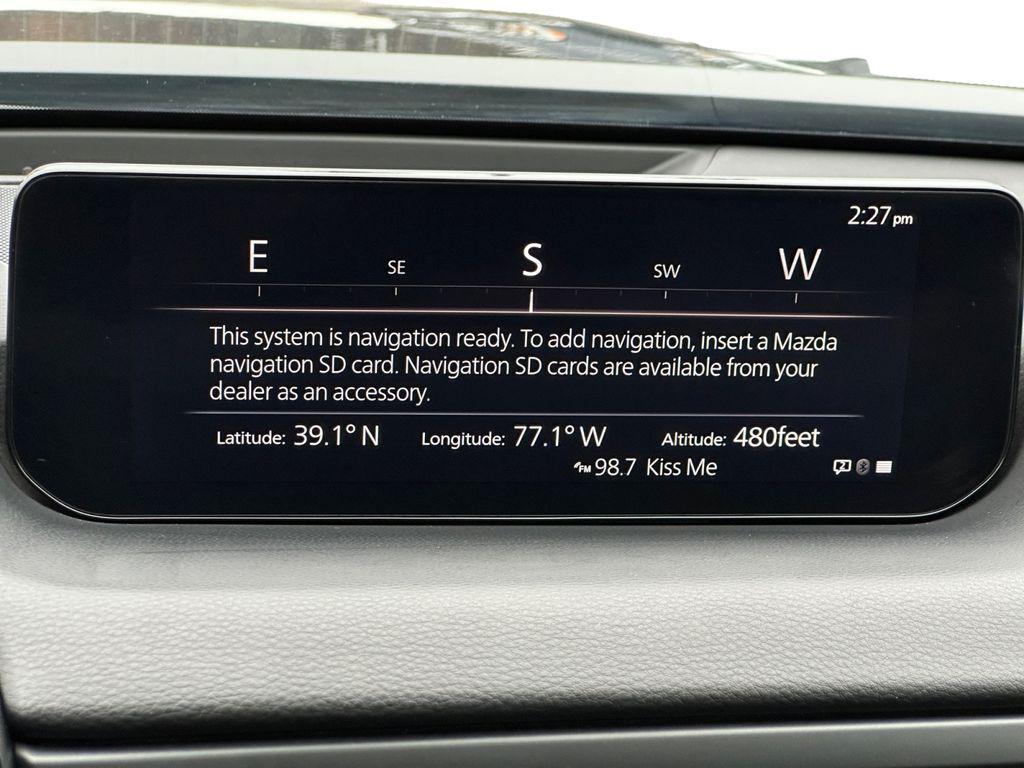 2:27 pm
E SE S SW W
This system is navigation ready. To add navigation, insert a Mazda
navigation SD card. Navigation SD cards are available from your
dealer as an accessory.
Latitude: 39.1° N Longitude: 77.1° W Altitude: 480feet
FM 98.7 Kiss Me